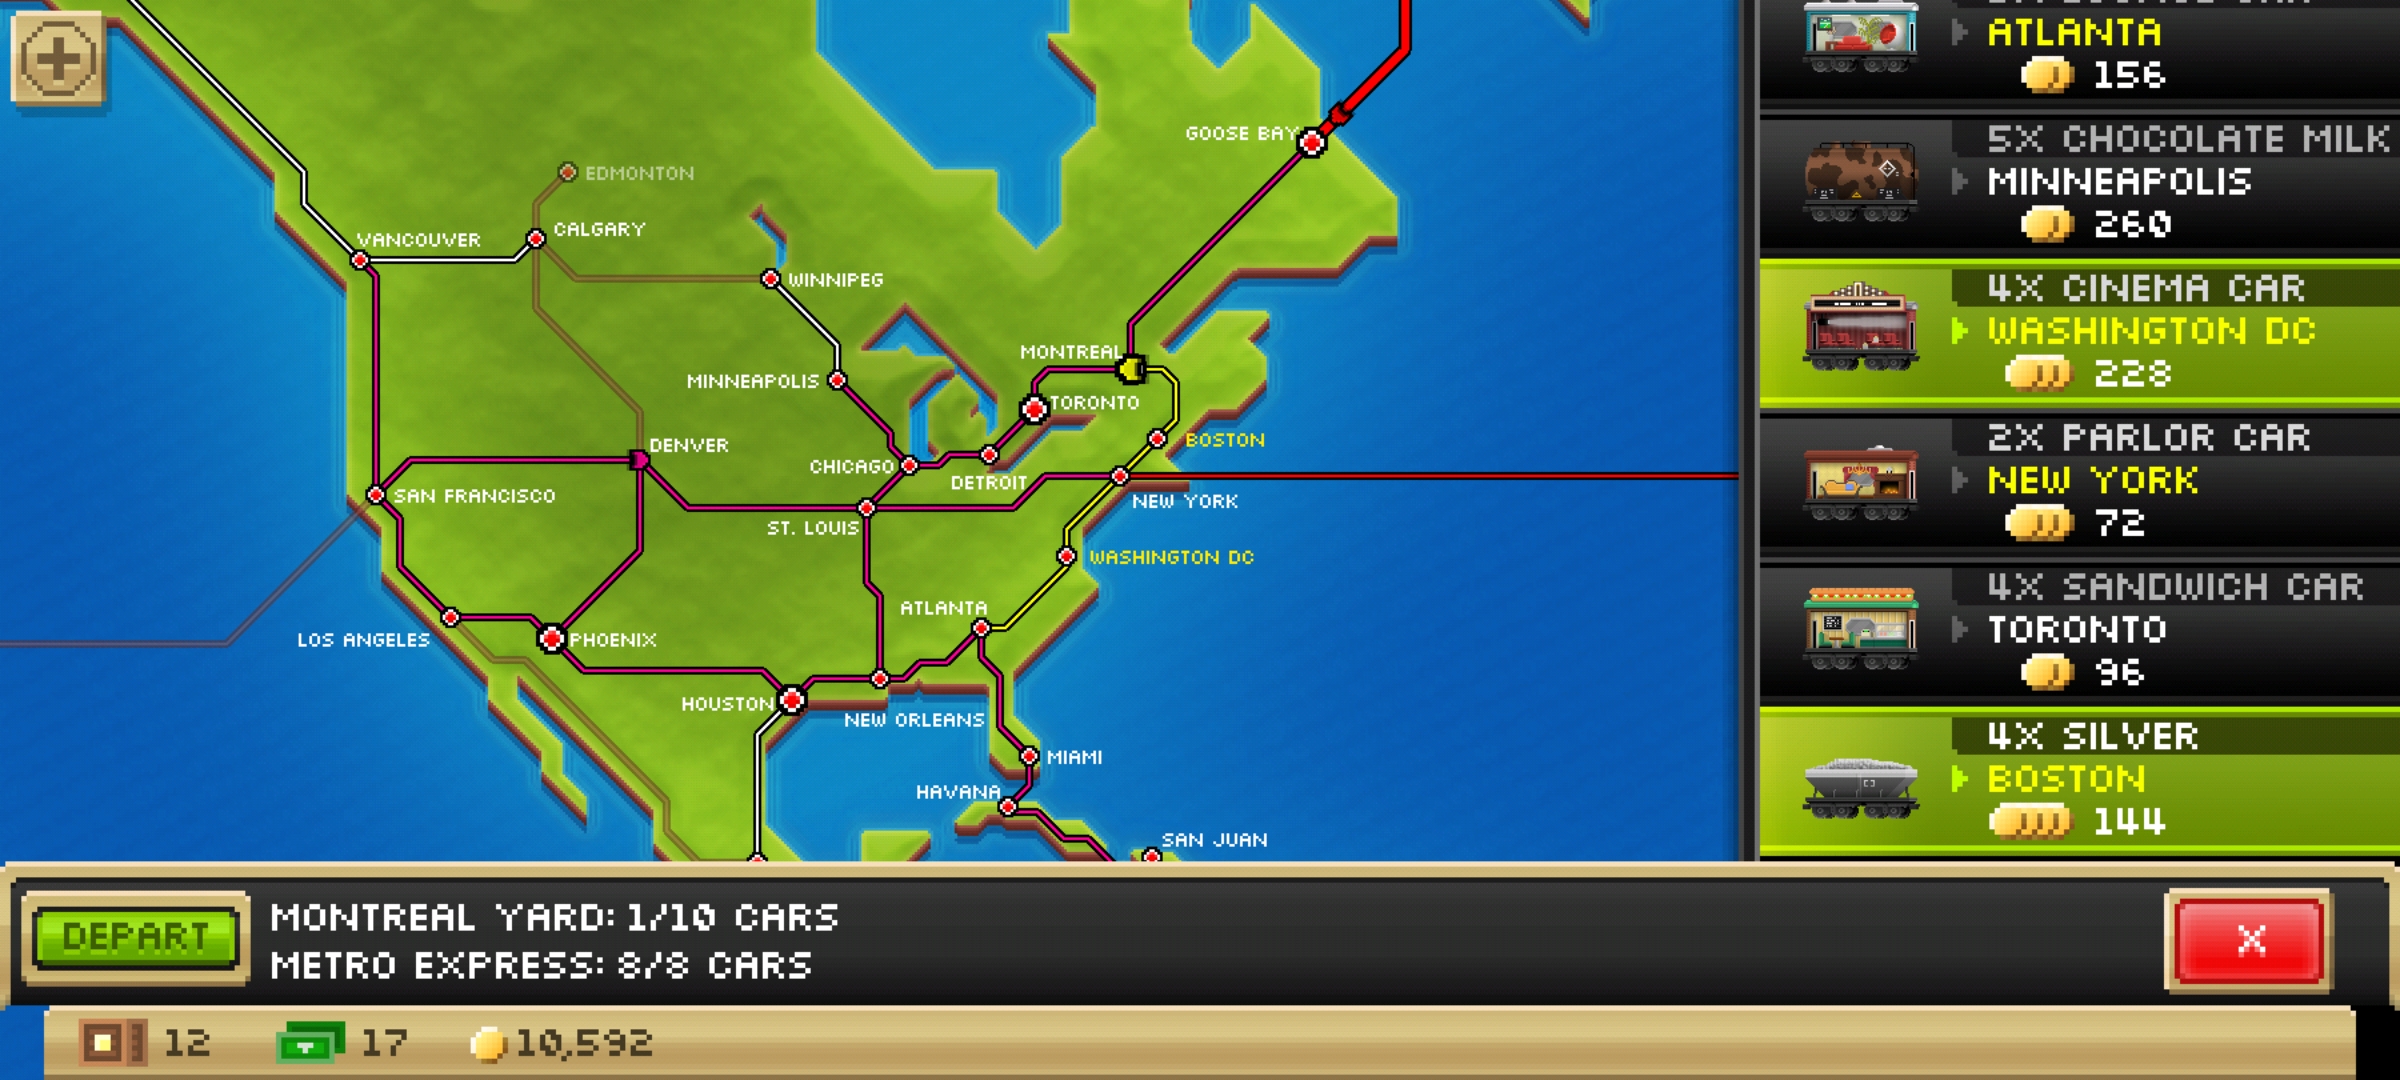 ATLANTA
156
GOOSE BAY
5X CHOCOLATE MILK
EDMONTON
MINNEAPOLIS
260
CALGARY
VANCOUVER
WINNIPEG
4X CINEMA CAR
WASHINGTON DC
228
MONTREAL
MINNEAPOLIS
TORONTO
BOSTON
2X PARLOR CAR
DENVER
CHICAGO
DETROIT
NEW YORK
72
SAN FRANCISCO
NEW YORK
ST. LOUIS
WASHINGTON DC
4X SANDWICH CAR
TORONTO
96
ATLANTA
LOS ANGELES
PHOENIX
HOUSTON
NEW ORLEANS
4X SILVER
BOSTON
144
MIAMI
HAVANA
SAN JUAN
DEPART
MONTREAL YARD: 1/10 CARS
METRO EXPRESS: 8/8 CARS
X
12
17
10,592